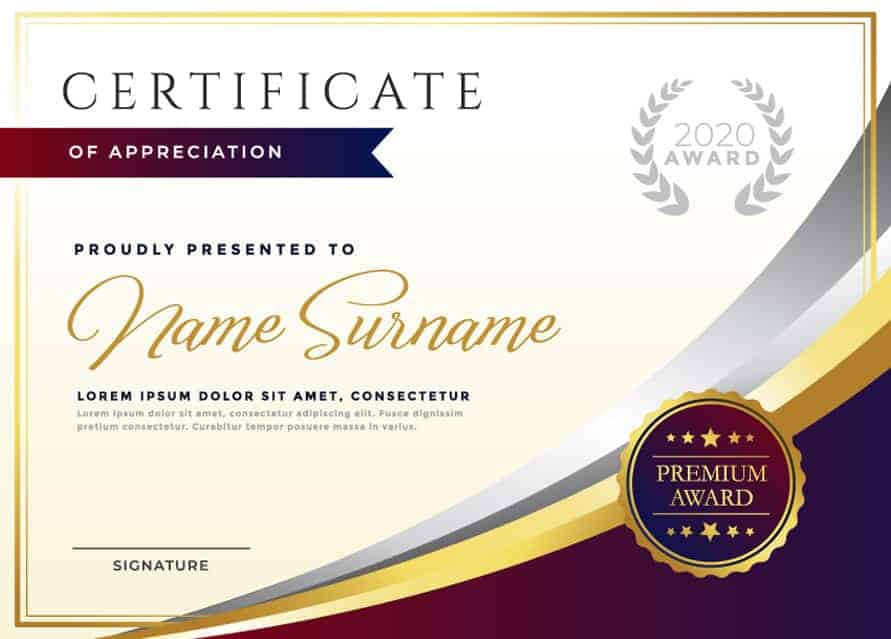 CERTIFICATE
OF APPRECIATION
2020
AWARD
PROUDLY PRESENTED TO
Name Surname
LOREM IPSUM DOLOR SIT AMET, CONSECTETUR
Lorem ipsum dolor sit amet, consectetur adipiscing elit. Fusce dignissim
pretium consectetur. Curabitur tempor posuere massa in varius.
PREMIUM
AWARD
SIGNATURE